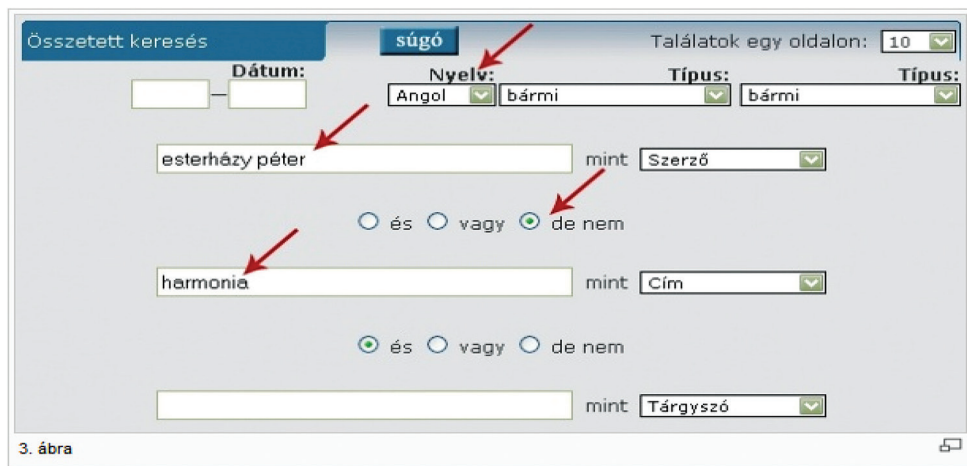 Összetett keresés súgó Találatok egy oldalon: 10
Dátum: Nyelv: Típus: Típus:
– Angol bármi bármi
esterházy péter mint Szerző
és vagy de nem
harmonia mint Cím
és vagy de nem
mint Tárgyszó
3. ábra